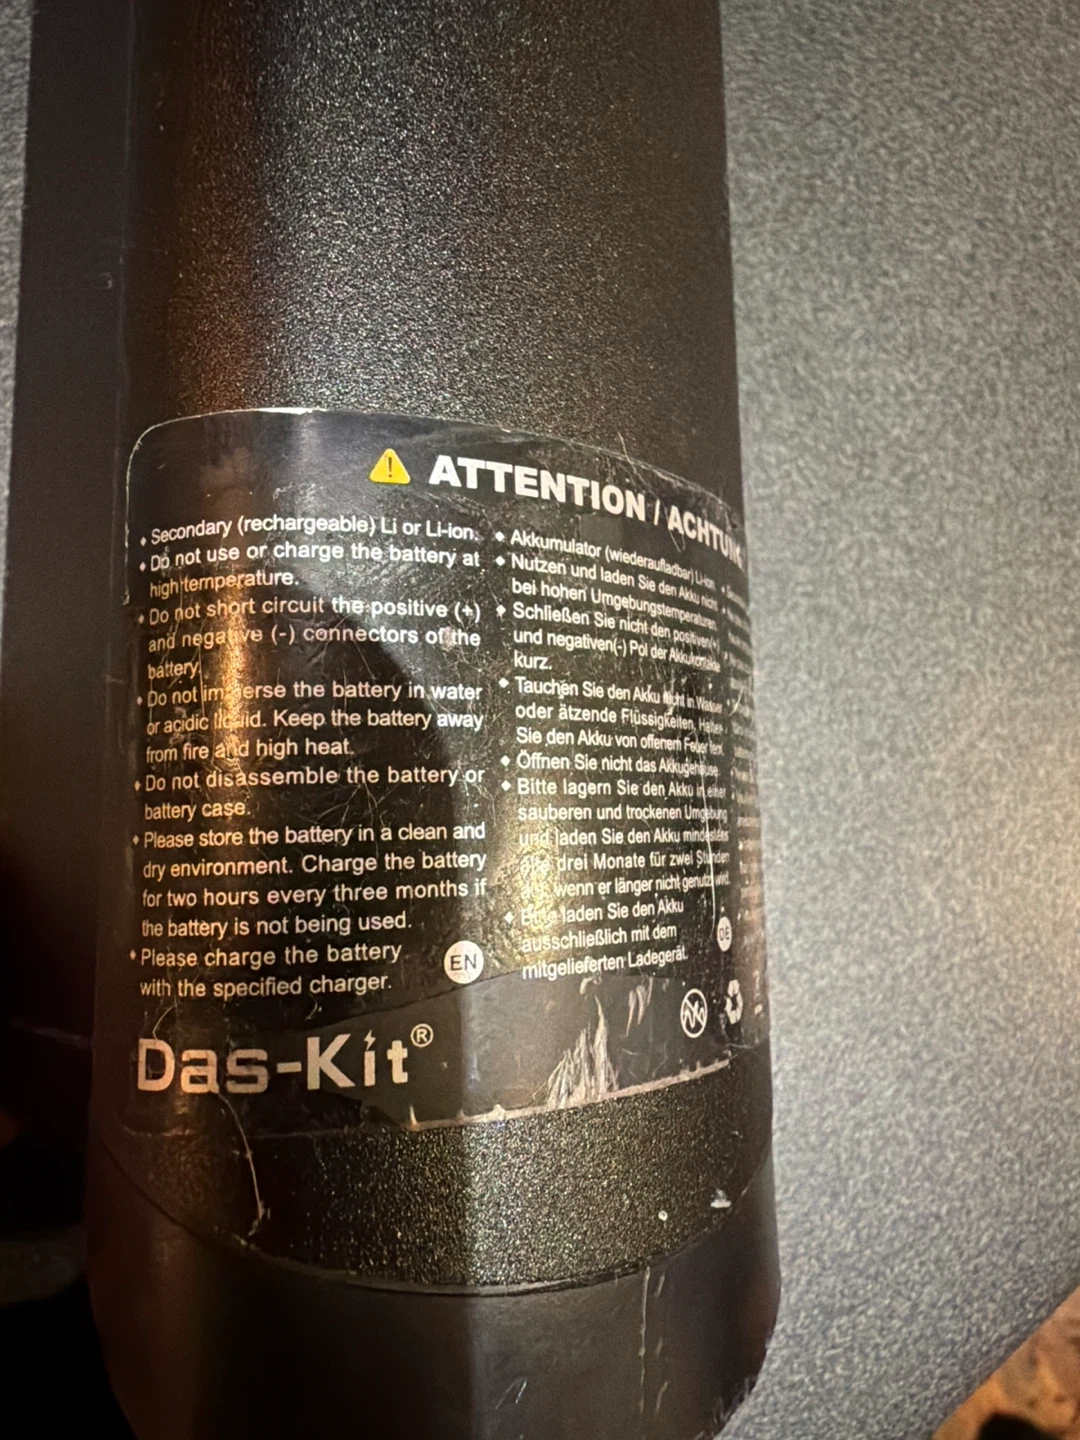 ATTENTION / ACHTUNG
Secondary (rechargeable) Li or Li-ion.
Do not use or charge the battery at
high temperature.
Do not short circuit the positive (+)
and negative (-) connectors of the
battery.
Do not immerse the battery in water
or acidic liquid. Keep the battery away
from fire and high heat.
Do not disassemble the battery or
battery case.
Please store the battery in a clean and
dry environment. Charge the battery
for two hours every three months if
the battery is not being used.
Please charge the battery
with the specified charger.
EN
Akkumulator (wiederaufladbar) Li-ion
Nutzen und laden Sie den Akku nicht
bei hohen Umgebungstemperaturen
Schließen Sie nicht den positiven(+)
und negativen(-) Pol der Akkukontakte
kurz.
Tauchen Sie den Akku nicht in Wasser
oder ätzende Flüssigkeiten, Halten
Sie den Akku von offenem Feuer fern.
Öffnen Sie nicht das Akkugehäuse.
Bitte lagern Sie den Akku in einer
sauberen und trockenen Umgebung
und laden Sie den Akku mindestens
alle drei Monate für zwei Stunden
wenn er länger nicht genutzt wird.
Bitte laden Sie den Akku
ausschließlich mit dem
mitgelieferten Ladegerät.
DE
Das-Kit®